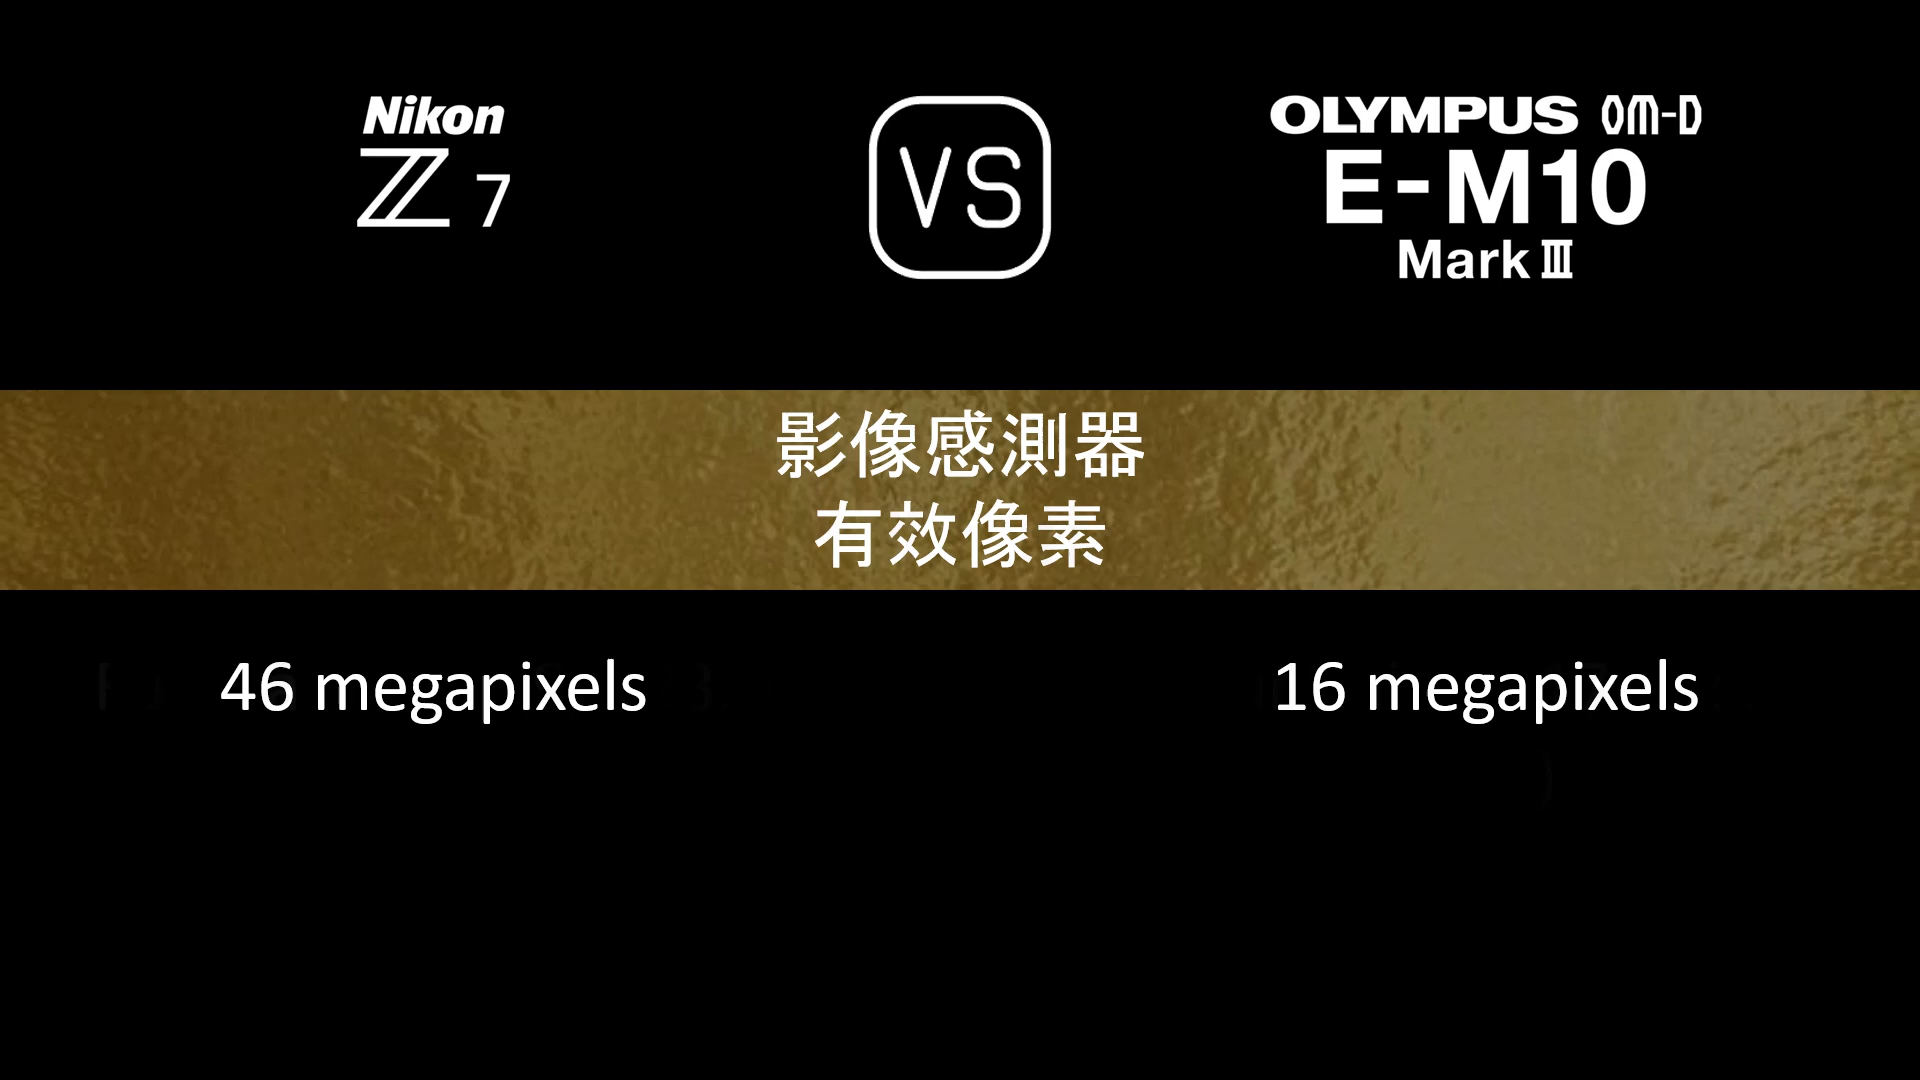 Nikon
Z 7
VS
OLYMPUS OM-D
E-M10
Mark III
影像感測器
有效像素
46 megapixels
16 megapixels